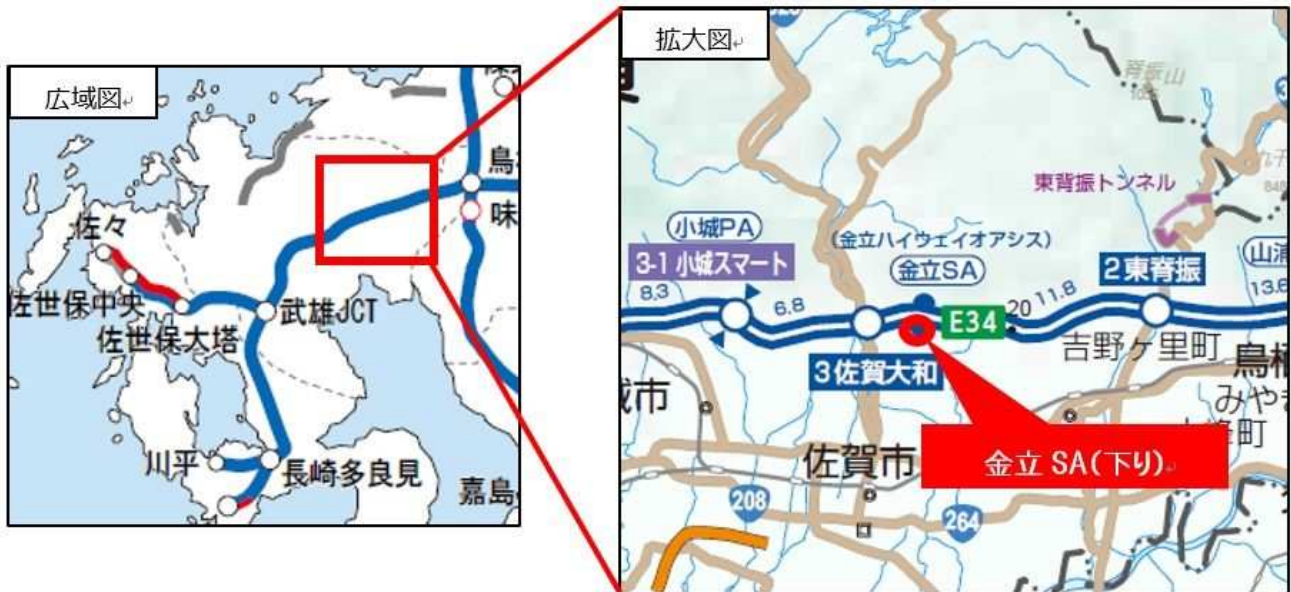 広域図
鳥
味
佐々
佐世保中央
佐世保大塔
武雄JCT
川平
長崎多良見
嘉島
拡大図
脊振山
東背振トンネル
小城PA
(金立ハイウェイオアシス)
金立SA
3-1 小城スマート
2東脊振
山浦
8.3
6.8
E34
20
11.8
13.6
3佐賀大和
吉野ヶ里町
鳥栖
みやき
市
佐賀市
金立 SA(下り)
町
208
264